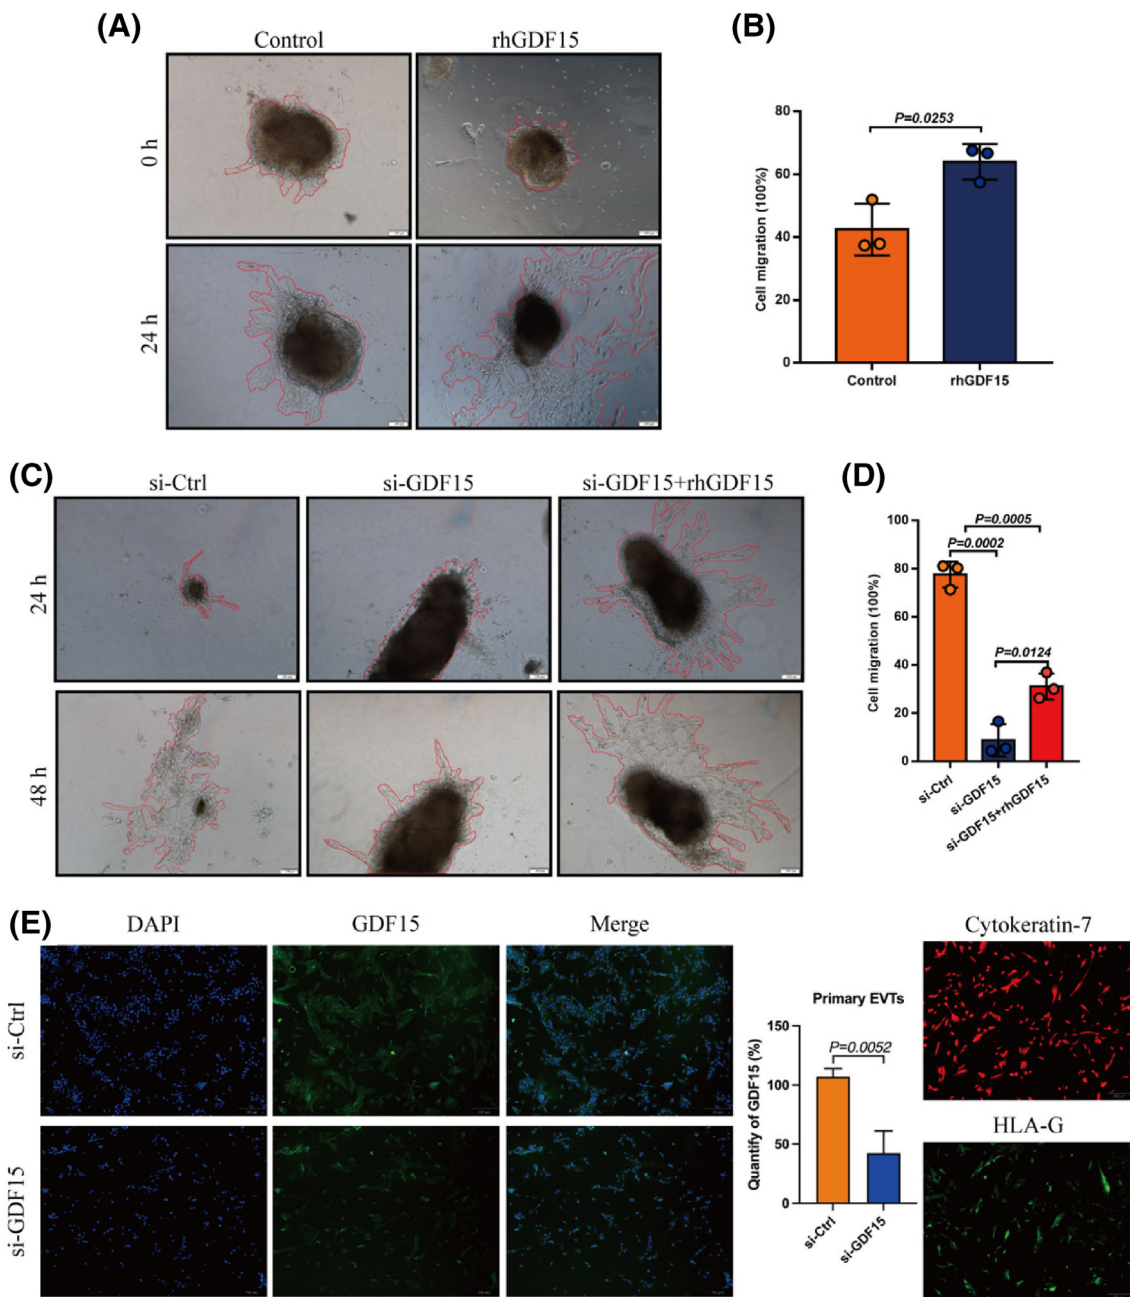 (A)
Control
rhGDF15
0 h
24 h
(B)
Cell migration (100%)
80
60
40
20
0
P=0.0253
Control
rhGDF15
(C)
si-Ctrl
si-GDF15
si-GDF15+rhGDF15
24 h
48 h
(D)
Cell migration (100%)
100
80
60
40
20
0
P=0.0005
P=0.0002
P=0.0124
si-Ctrl
si-GDF15
si-GDF15+rhGDF15
(E)
DAPI
GDF15
Merge
si-Ctrl
si-GDF15
Primary EVTs
Quantify of GDF15 (%)
150
100
50
0
P=0.0052
si-Ctrl
si-GDF15
Cytokeratin-7
HLA-G